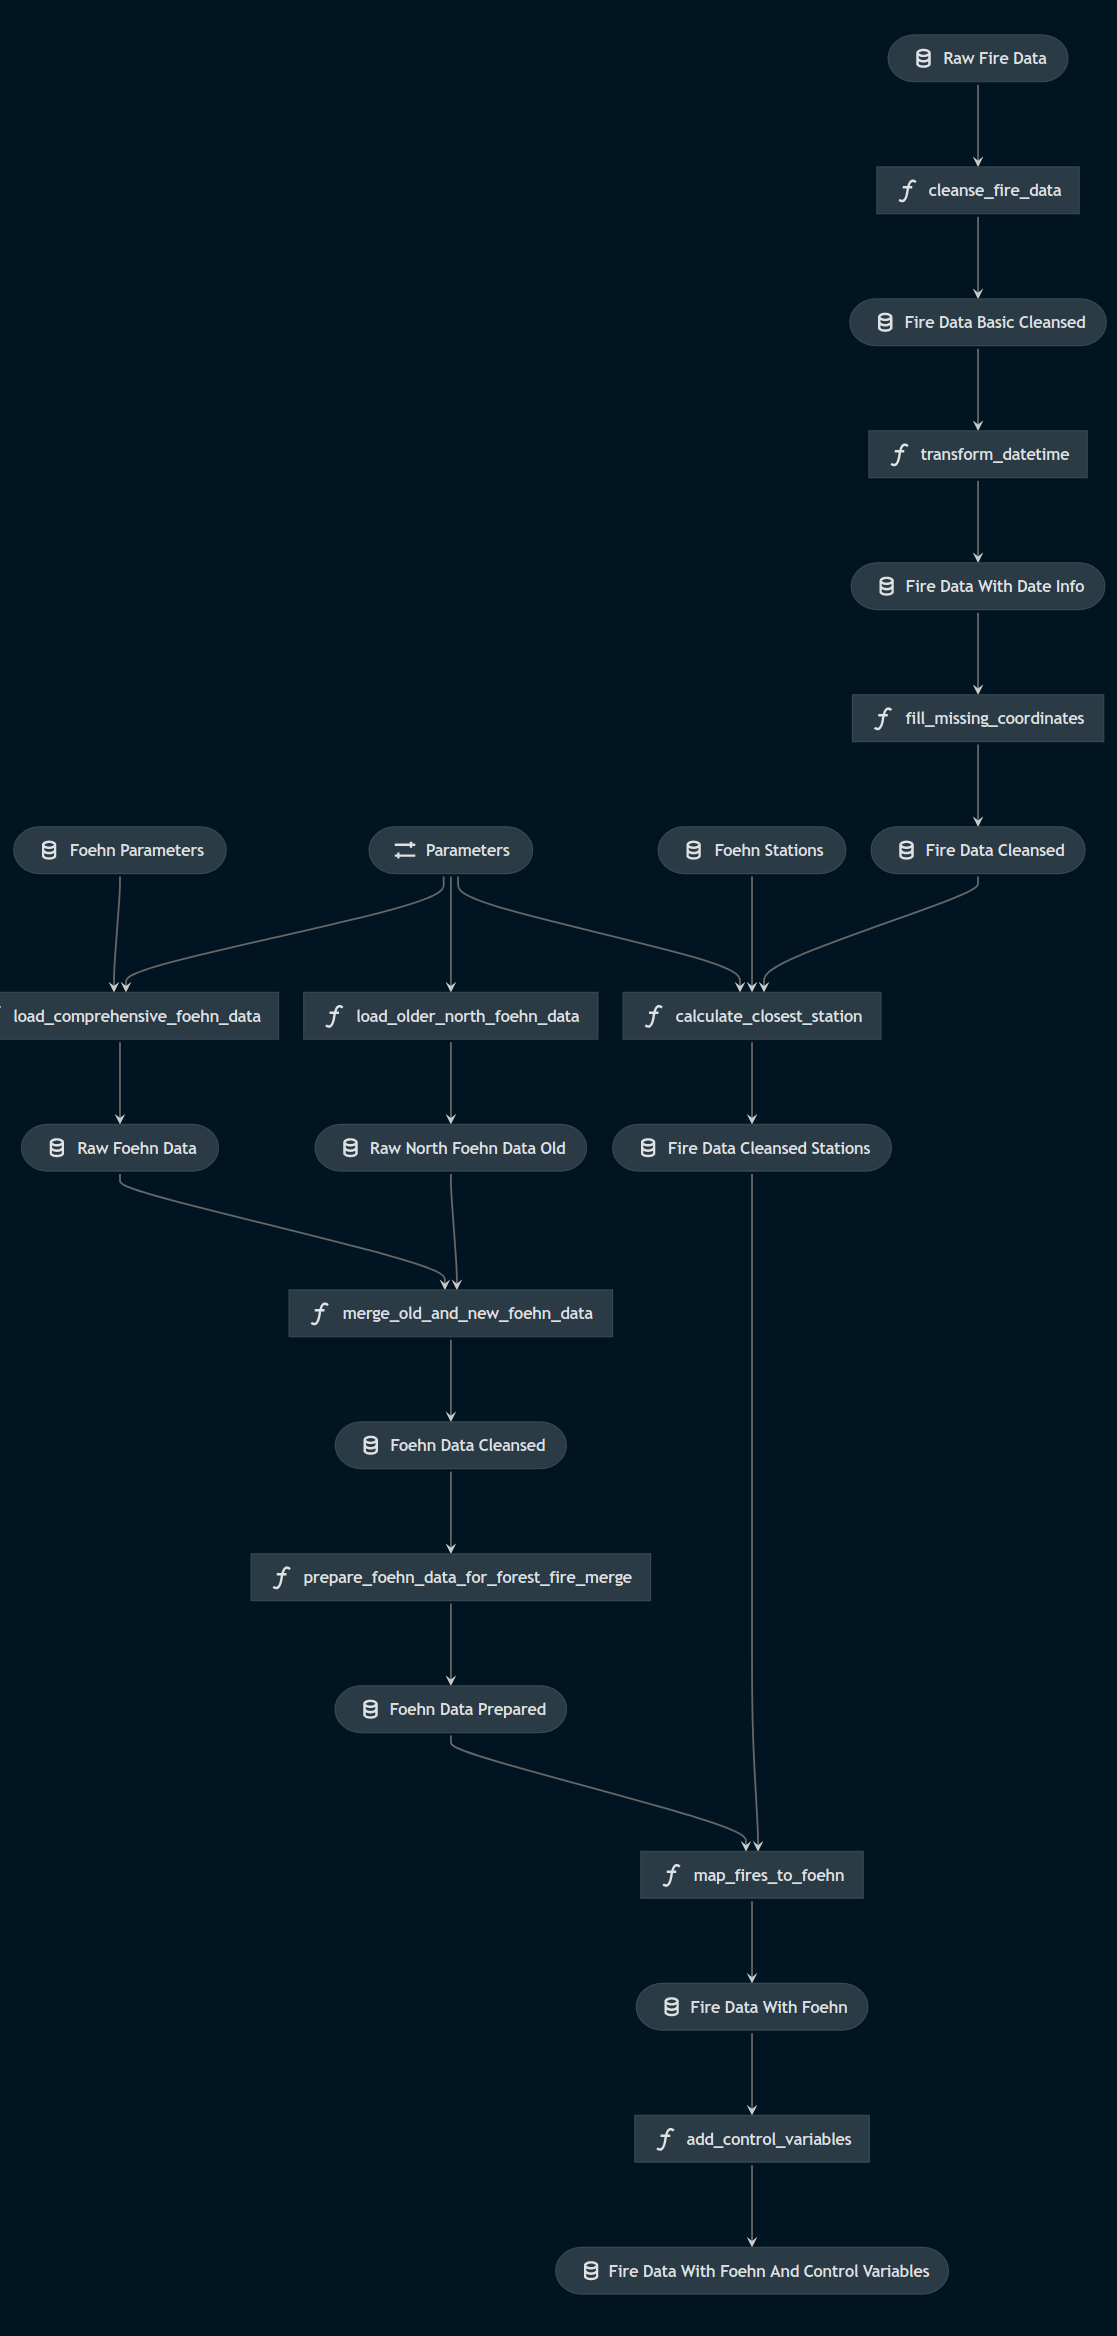 Raw Fire Data
cleanse_fire_data
Fire Data Basic Cleansed
transform_datetime
Fire Data With Date Info
fill_missing_coordinates
Foehn Parameters
Parameters
Foehn Stations
Fire Data Cleansed
load_comprehensive_foehn_data
load_older_north_foehn_data
calculate_closest_station
Raw Foehn Data
Raw North Foehn Data Old
Fire Data Cleansed Stations
merge_old_and_new_foehn_data
Foehn Data Cleansed
prepare_foehn_data_for_forest_fire_merge
Foehn Data Prepared
map_fires_to_foehn
Fire Data With Foehn
add_control_variables
Fire Data With Foehn And Control Variables